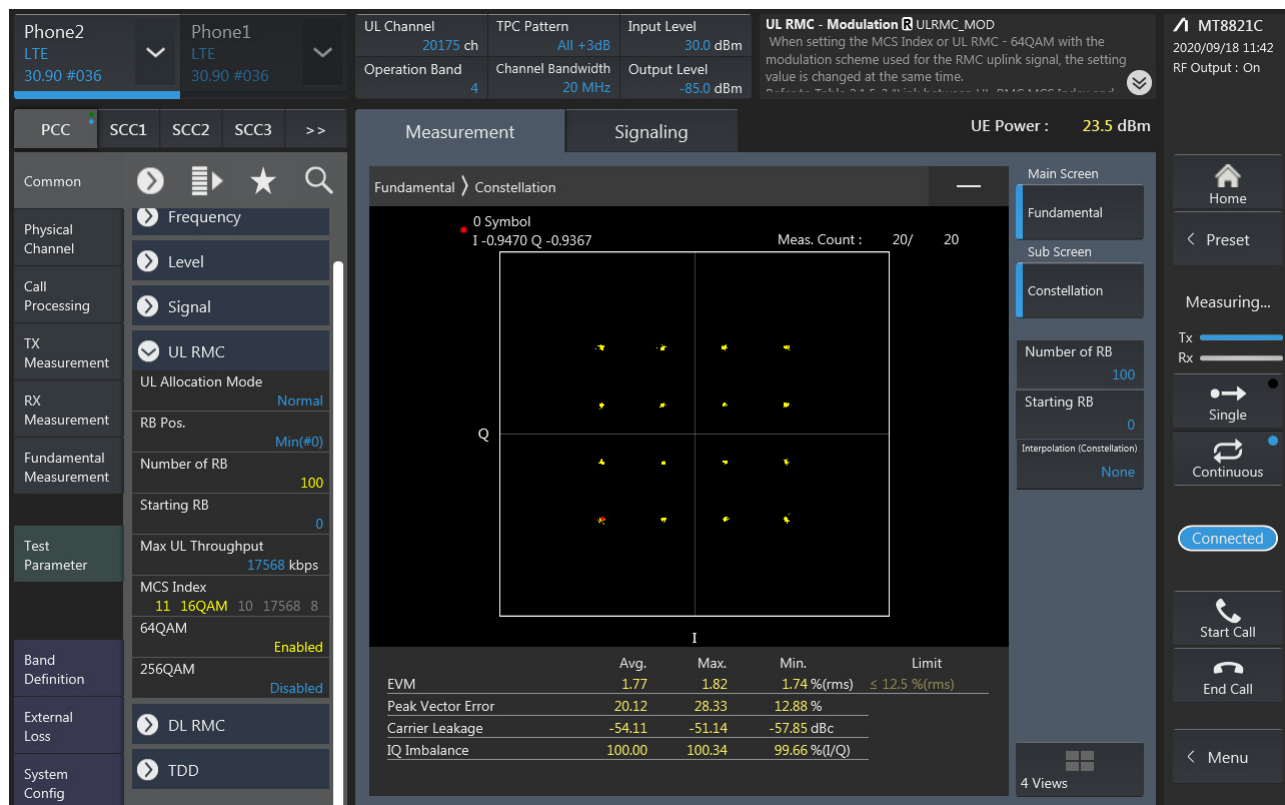 Phone2
LTE
30.90 #036
Phone1
LTE
30.90 #036
UL Channel
20175 ch
TPC Pattern
All +3dB
Input Level
30.0 dBm
Operation Band
4
Channel Bandwidth
20 MHz
Output Level
-85.0 dBm
UL RMC - Modulation R ULRMC_MOD
When setting the MCS Index or UL RMC - 64QAM with the
modulation scheme used for the RMC uplink signal, the setting
value is changed at the same time.
MT8821C
2020/09/18 11:42
RF Output : On
PCC SCC1 SCC2 SCC3 >>
Measurement
Signaling
UE Power : 23.5 dBm
Common
Physical
Channel
Call
Processing
TX
Measurement
RX
Measurement
Fundamental
Measurement
Test
Parameter
Band
Definition
External
Loss
System
Config
Frequency
Level
Signal
UL RMC
UL Allocation Mode
Normal
RB Pos.
Min(#0)
Number of RB
100
Starting RB
0
Max UL Throughput
17568 kbps
MCS Index
11 16QAM 10 17568 8
64QAM
Enabled
256QAM
Disabled
DL RMC
TDD
Fundamental 〉 Constellation
0 Symbol
I -0.9470 Q -0.9367
Meas. Count : 20/ 20
Q
I
Avg. Max. Min. Limit
EVM 1.77 1.82 1.74 %(rms) ≤ 12.5 %(rms)
Peak Vector Error 20.12 28.33 12.88 %
Carrier Leakage -54.11 -51.14 -57.85 dBc
IQ Imbalance 100.00 100.34 99.66 %(I/Q)
Main Screen
Fundamental
Sub Screen
Constellation
Number of RB
100
Starting RB
0
Interpolation (Constellation)
None
4 Views
Home
< Preset
Measuring...
Tx
Rx
Single
Continuous
Connected
Start Call
End Call
< Menu